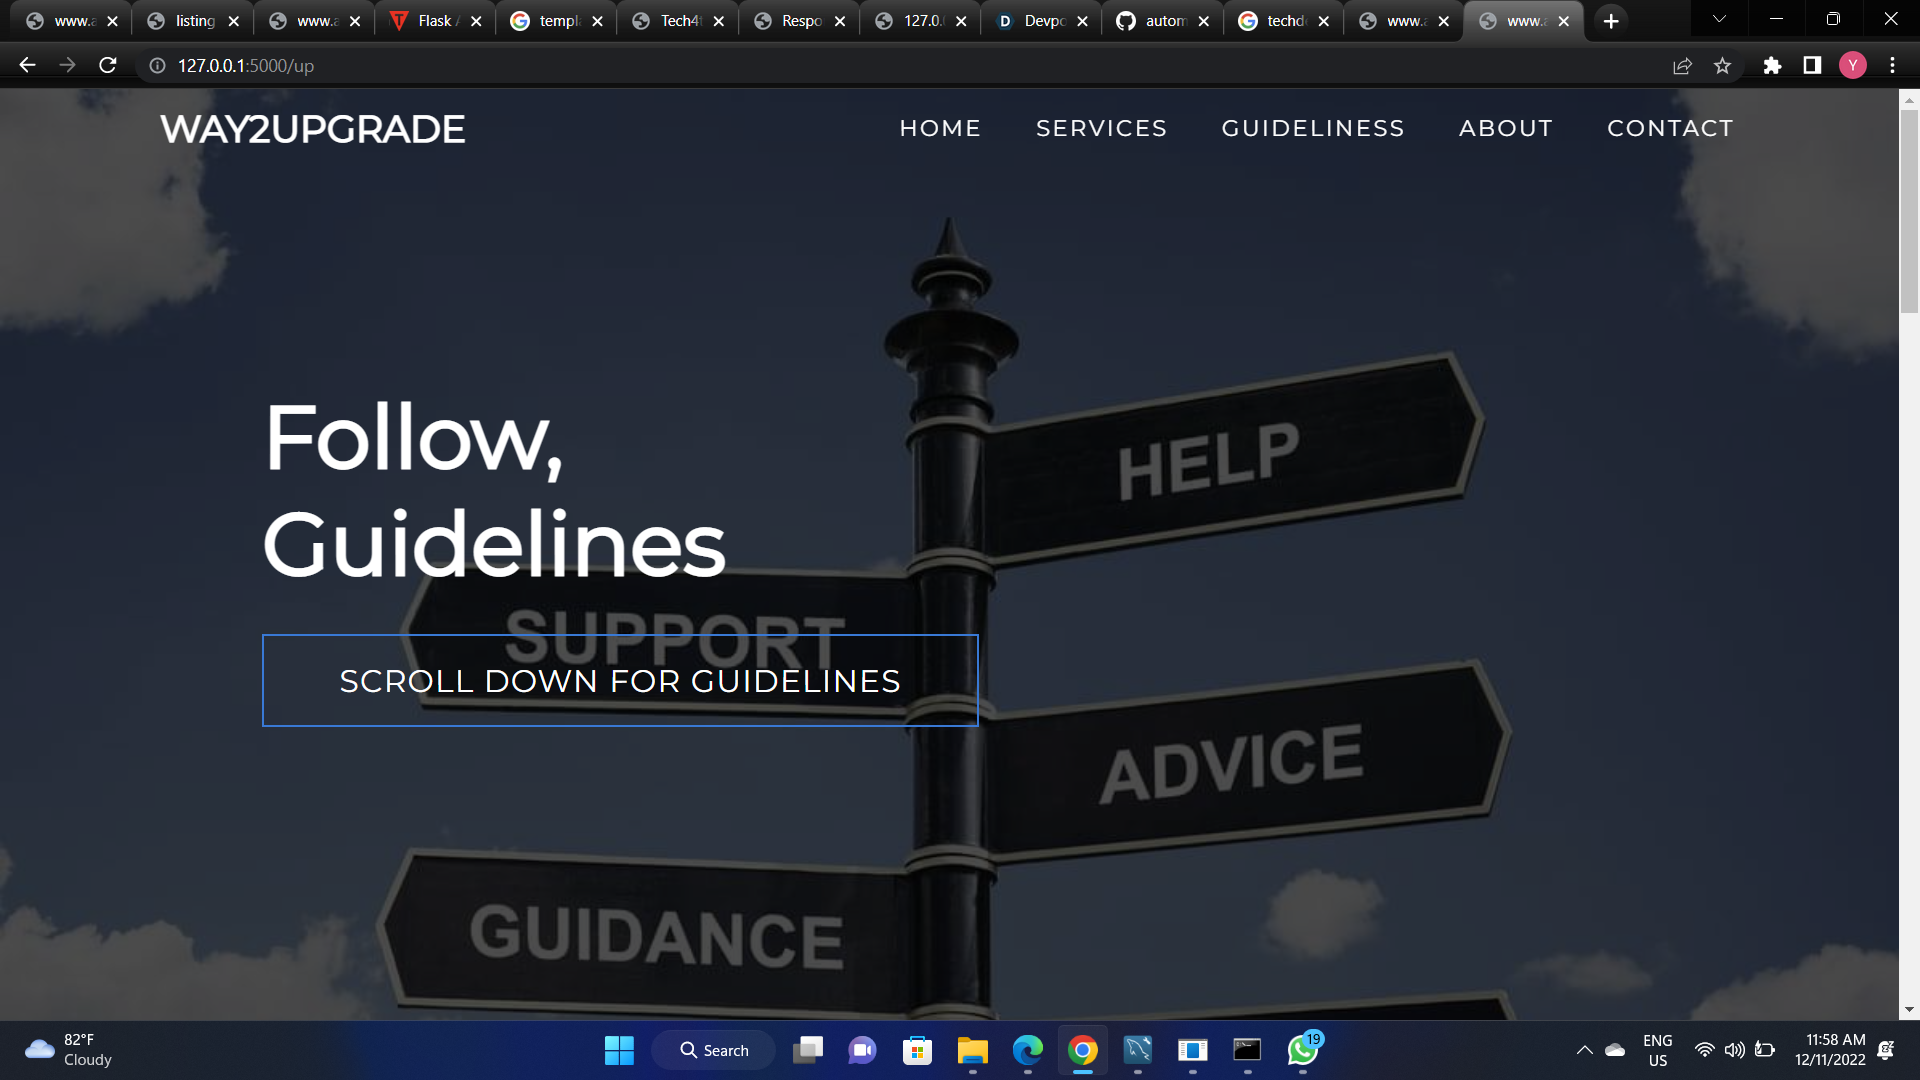 www.a
listing
www.a
Flask A
templ
Tech4t
Respo
127.0.
Devpo
autom
techd
www.a
www.a
127.0.0.1:5000/up
Y
WAY2UPGRADE
HOME SERVICES GUIDELINESS ABOUT CONTACT
HELP
Follow,
Guidelines
SUPPORT
SCROLL DOWN FOR GUIDELINES
ADVICE
GUIDANCE
82°F
Cloudy
Search
19
ENG
US
11:58 AM
12/11/2022